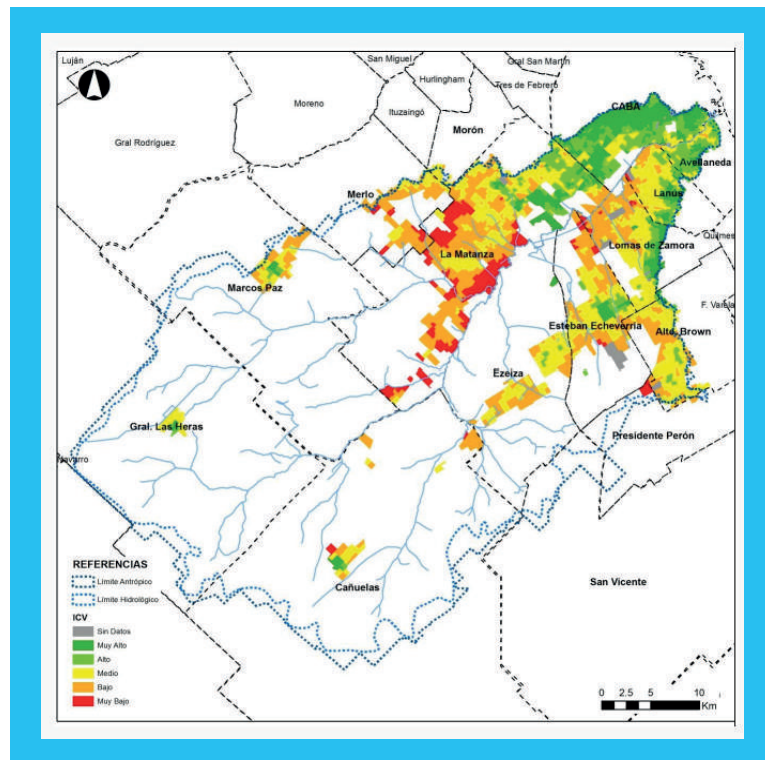 Luján
San Miguel
Gral San Martín
Hurlingham
Tres de Febrero
Moreno
Ituzaingó
CABA
Morón
Gral Rodríguez
Avellaneda
Merlo
Lanús
Quilmes
La Matanza
Lomas de Zamora
Marcos Paz
F. Varela
Esteban Echeverría
Alte. Brown
Ezeiza
Gral. Las Heras
Presidente Perón
Navarro
REFERENCIAS
Límite Antrópico
Límite Hidrológico
San Vicente
Cañuelas
ICV
Sin Datos
Muy Alto
Alto
Medio
Bajo
Muy Bajo
0 2.5 5 10
Km